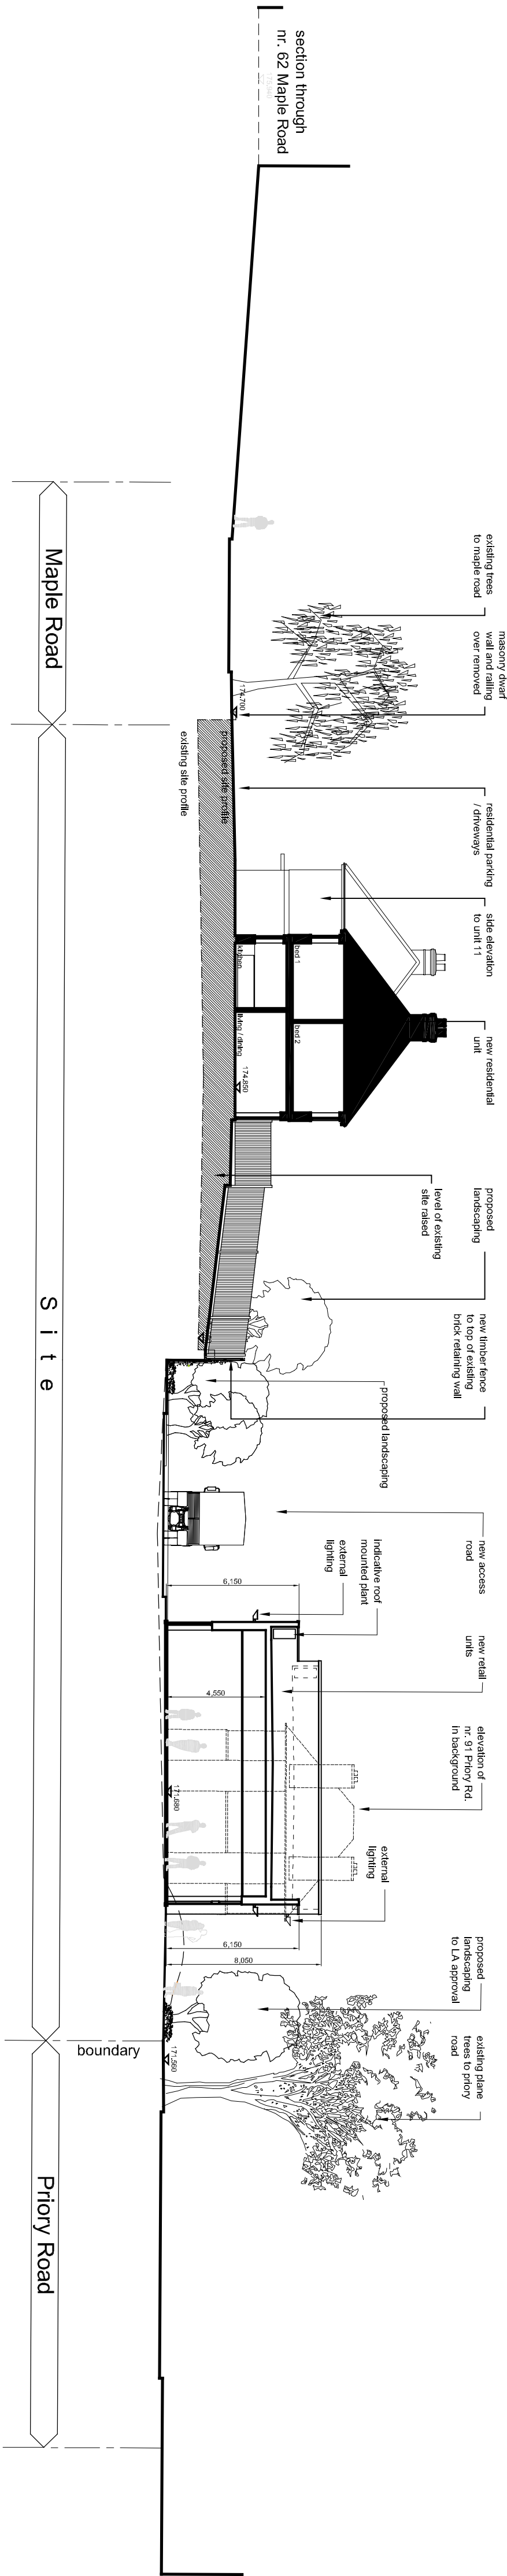 section through
nr. 62 Maple Road
existing trees
to maple road
masonry dwarf
wall and railing
over removed
residential parking
/ driveways
side elevation
to unit 11
new residential
unit
proposed
landscaping
level of existing
site raised
new timber fence
to top of existing
brick retaining wall
proposed landscaping
new access
road
indicative roof
mounted plant
external
lighting
new retail
units
elevation of
nr. 91 Priory Rd.
in background
external
lighting
proposed
landscaping
to LA approval
existing plane
trees to priory
road
174,700
proposed site profile
existing site profile
bed 1
bed 2
kitchen
living / dining
174,850
6,150
4,550
171,680
6,150
8,050
171,560
boundary
Maple Road
Site
Priory Road